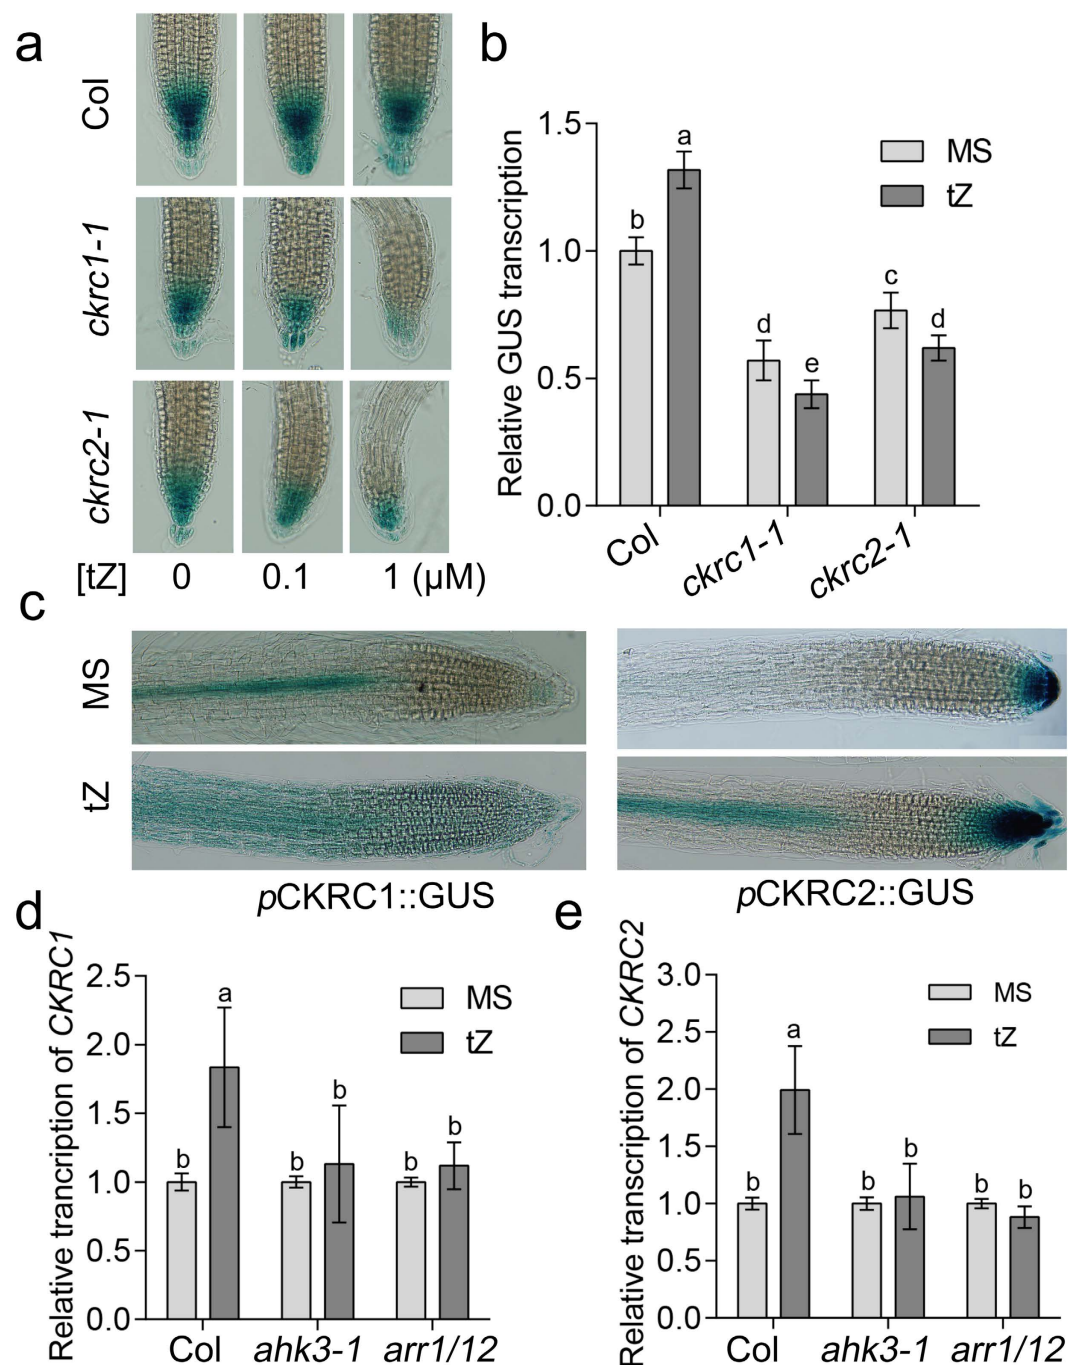 a
Col
ckrc1-1
ckrc2-1
[tZ] 0 0.1 1 (µM)
b
Relative GUS transcription
1.5
1.0
0.5
0.0
MS
tZ
b
a
d
e
c
d
Col
ckrc1-1
ckrc2-1
c
MS
tZ
pCKRC1::GUS
pCKRC2::GUS
d
Relative trancription of CKRC1
2.5
2.0
1.5
1.0
0.5
0.0
MS
tZ
b
a
b
b
b
b
Col ahk3-1 arr1/12
e
Relative transcription of CKRC2
3.0
2.5
2.0
1.5
1.0
0.5
0.0
MS
tZ
b
a
b
b
b
b
Col ahk3-1 arr1/12